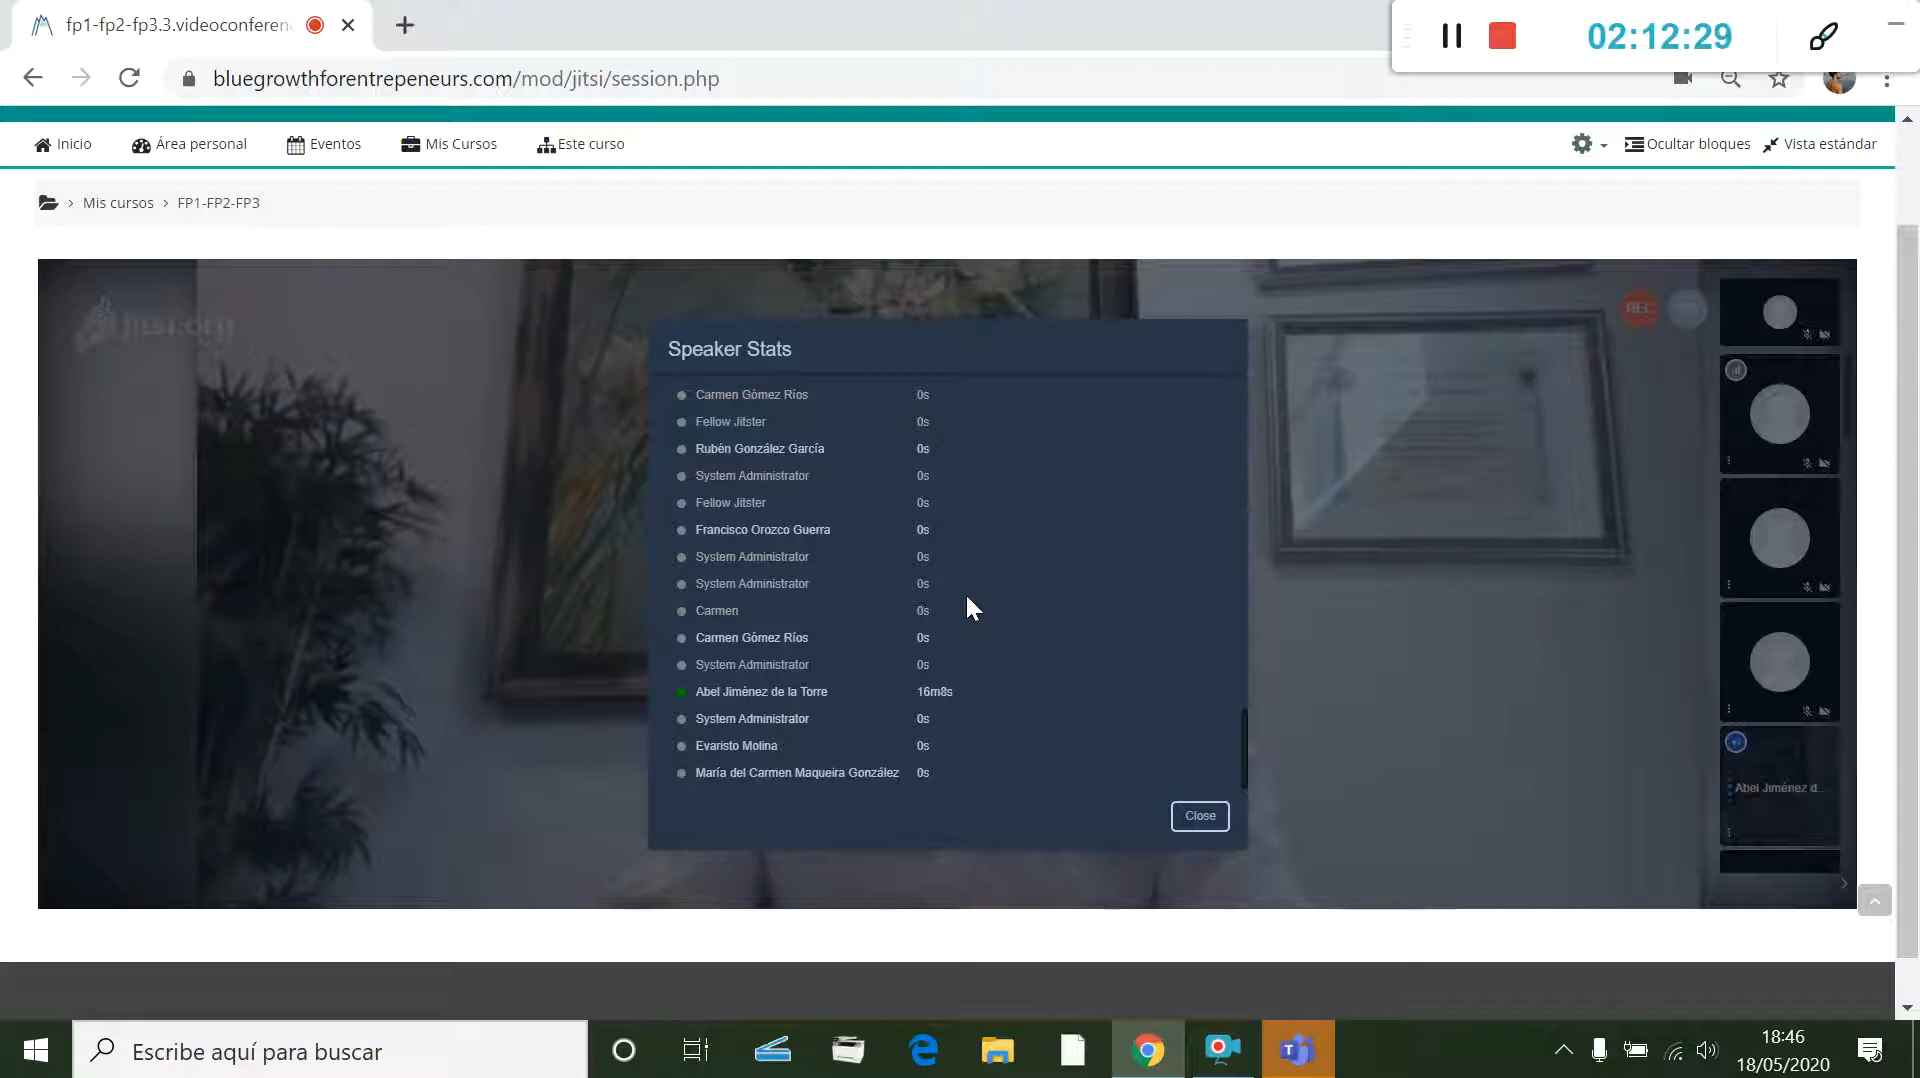 fp1-fp2-fp3.3.videoconferen
02:12:29
bluegrowthforentrepeneurs.com/mod/jitsi/session.php
Inicio
Área personal
Eventos
Mis Cursos
Este curso
Ocultar bloques
Vista estándar
Mis cursos
FP1-FP2-FP3
REC
Speaker Stats
Carmen Gómez Ríos 0s
Fellow Jitster 0s
Rubén González García 0s
System Administrator 0s
Fellow Jitster 0s
Francisco Orozco Guerra 0s
System Administrator 0s
System Administrator 0s
Carmen 0s
Carmen Gómez Ríos 0s
System Administrator 0s
Abel Jiménez de la Torre 16m8s
System Administrator 0s
Evaristo Molina 0s
María del Carmen Maqueira González 0s
Close
Abel Jiménez d...
Escribe aquí para buscar
18:46
18/05/2020